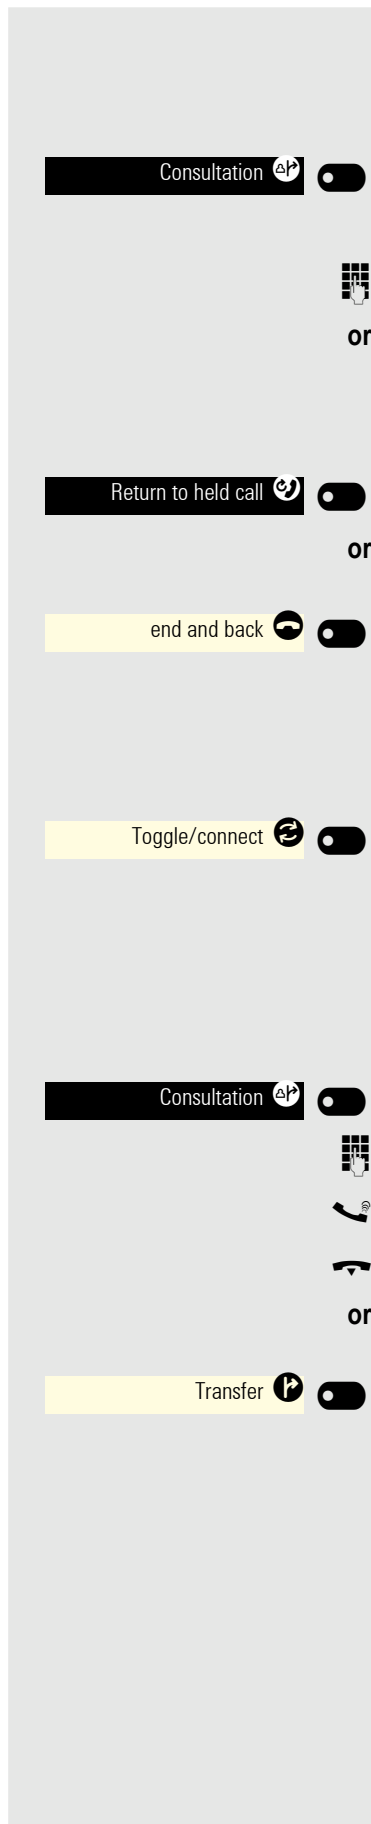 Consultation
or
Return to held call
or
end and back
Toggle/connect
Consultation
or
Transfer